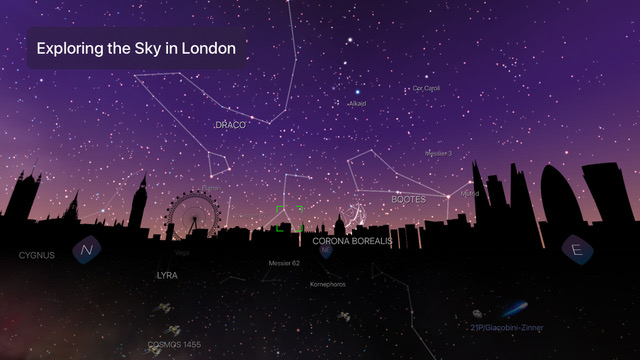 Exploring the Sky in London
Cor Caroli
Alkaid
DRACO
Messier 3
BOOTES
CORONA BOREALIS
N
NE
E
CYGNUS
Vega
LYRA
Messier 62
Kornephoros
21P/Giacobini-Zinner
COSMOS 1455